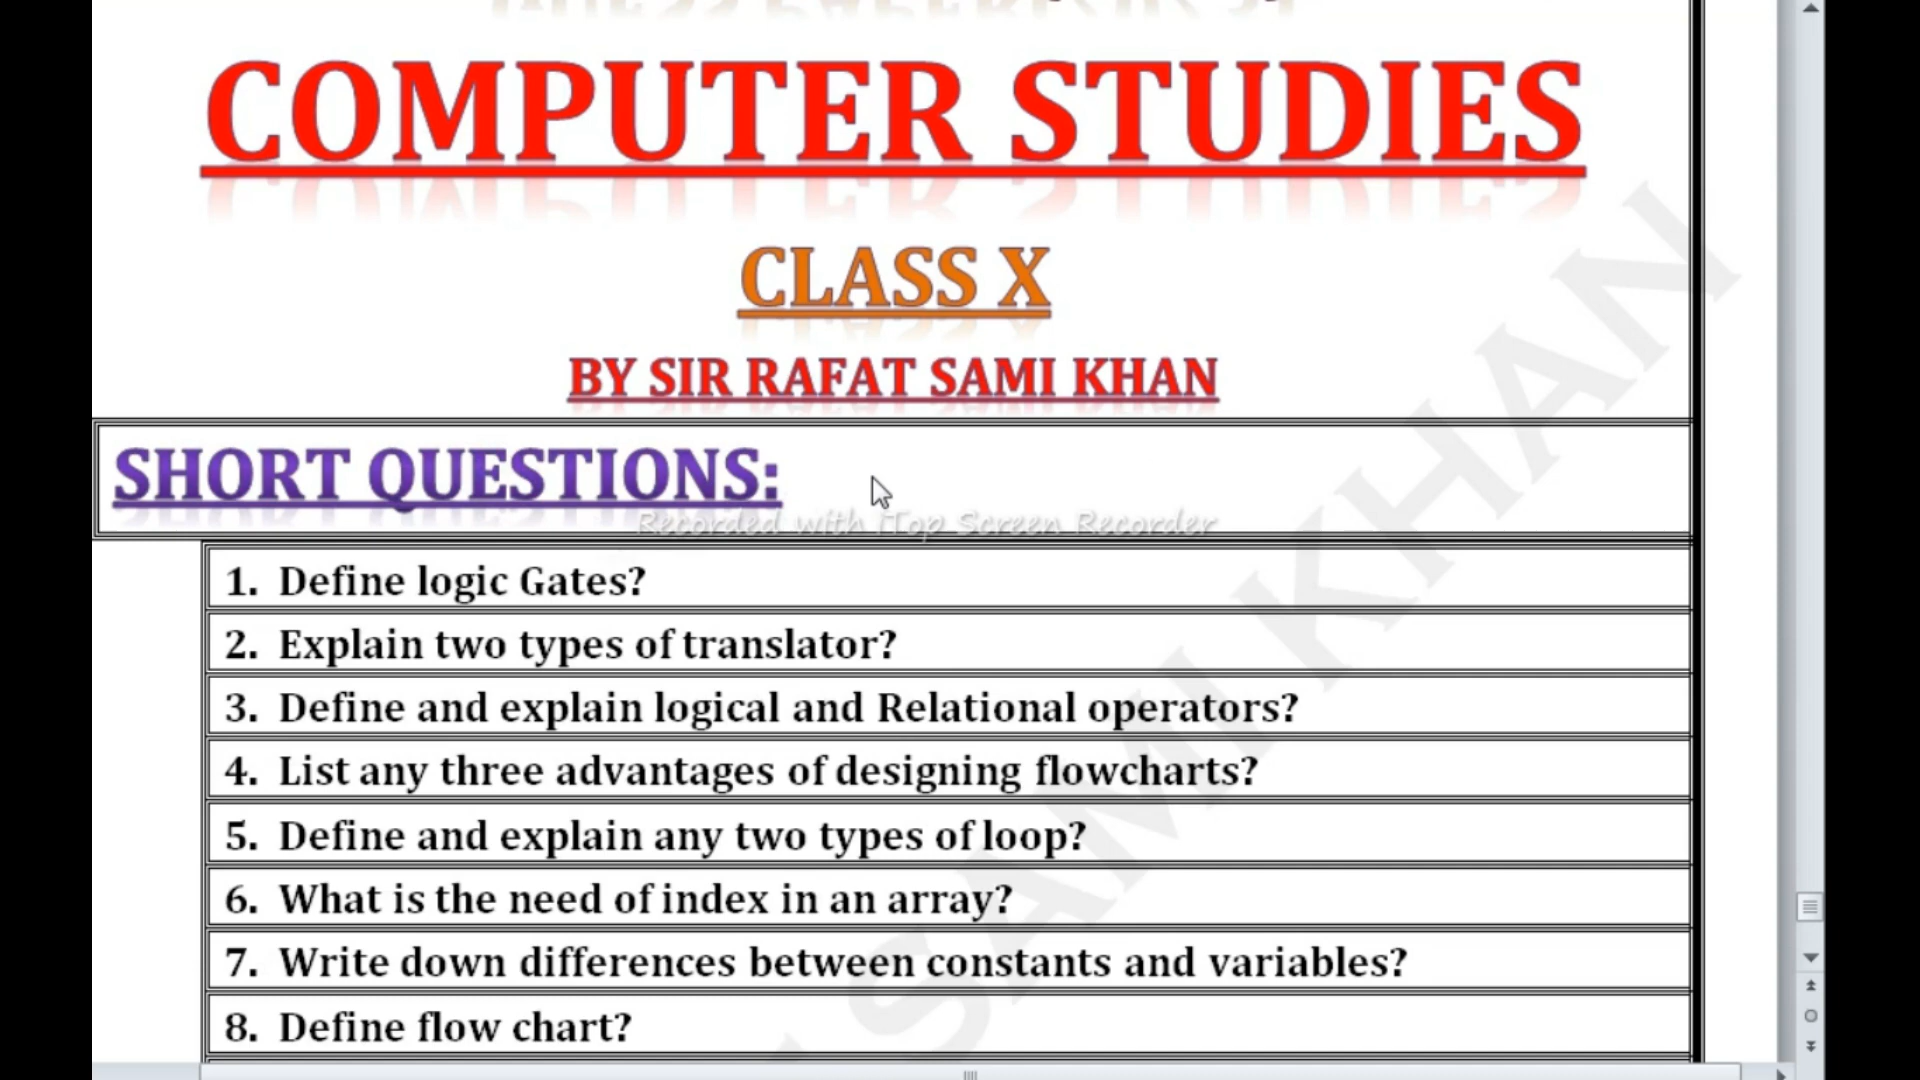 COMPUTER STUDIES
CLASS X
BY SIR RAFAT SAMI KHAN
SHORT QUESTIONS:
Recorded with iTop Screen Recorder
1. Define logic Gates?
2. Explain two types of translator?
3. Define and explain logical and Relational operators?
4. List any three advantages of designing flowcharts?
5. Define and explain any two types of loop?
6. What is the need of index in an array?
7. Write down differences between constants and variables?
8. Define flow chart?
SAMI KHAN